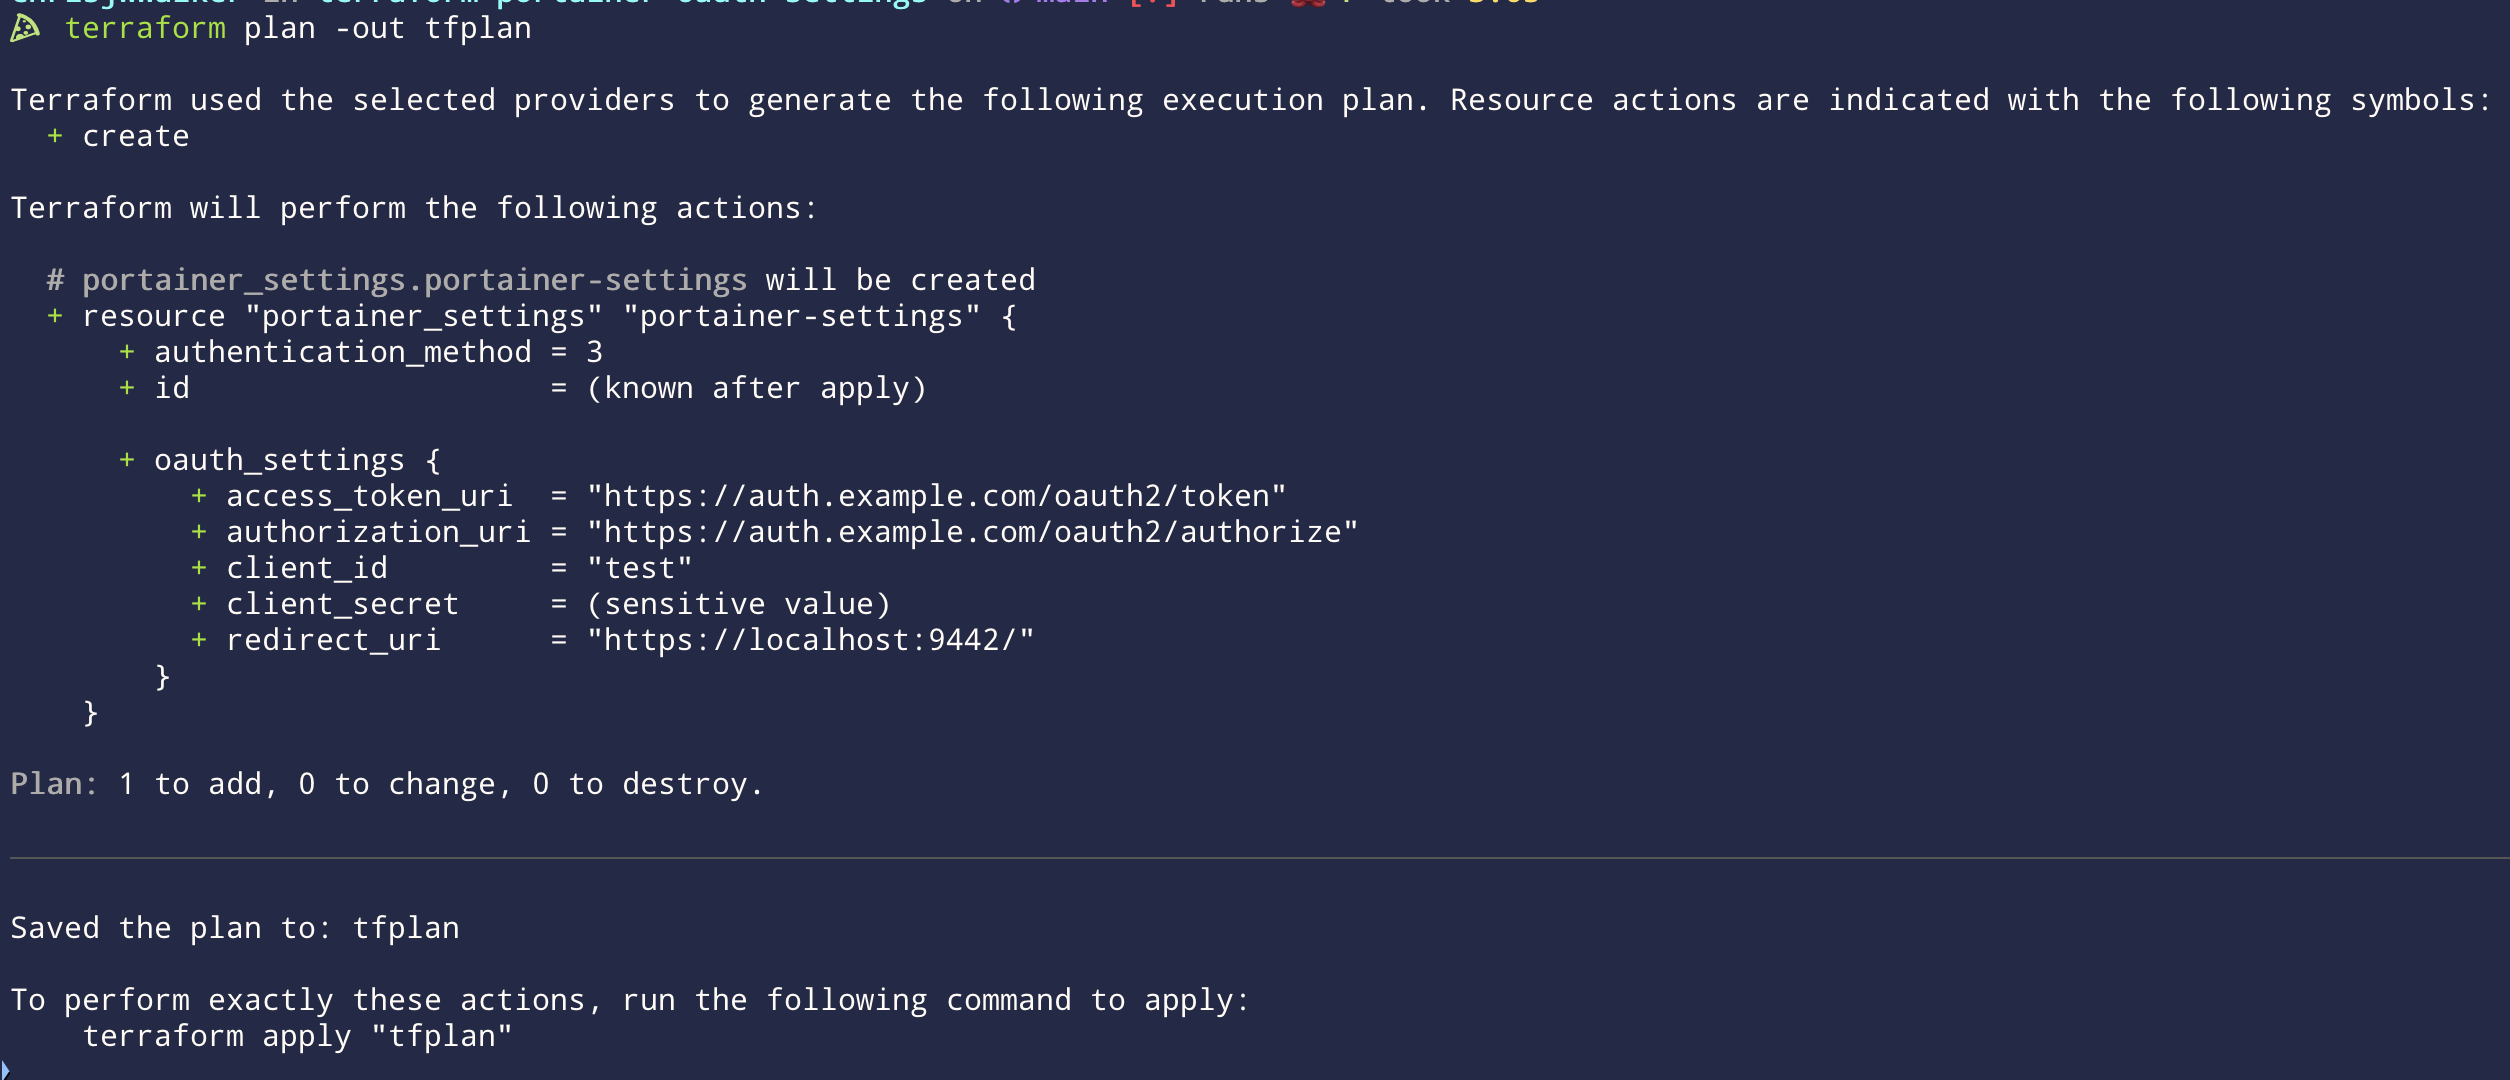 terraform plan -out tfplan
Terraform used the selected providers to generate the following execution plan. Resource actions are indicated with the following symbols:
+ create
Terraform will perform the following actions:
# portainer_settings.portainer-settings will be created
+ resource "portainer_settings" "portainer-settings" {
+ authentication_method = 3
+ id = (known after apply)
+ oauth_settings {
+ access_token_uri = "https://auth.example.com/oauth2/token"
+ authorization_uri = "https://auth.example.com/oauth2/authorize"
+ client_id = "test"
+ client_secret = (sensitive value)
+ redirect_uri = "https://localhost:9442/"
}
}
Plan: 1 to add, 0 to change, 0 to destroy.
Saved the plan to: tfplan
To perform exactly these actions, run the following command to apply:
terraform apply "tfplan"